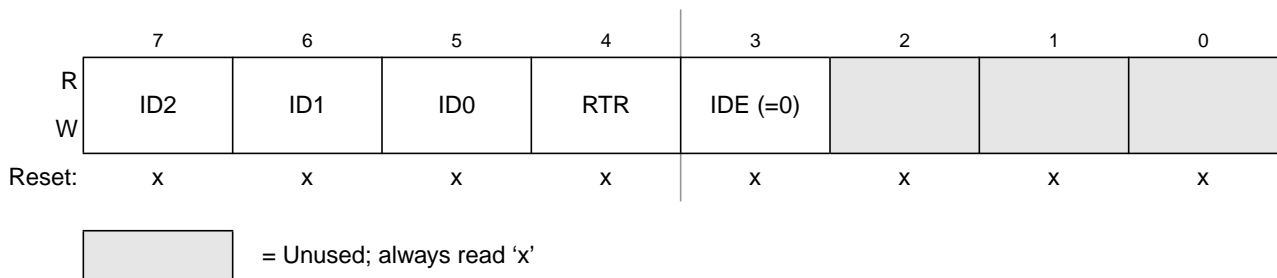 7 6 5 4 3 2 1 0
R
ID2 ID1 ID0 RTR IDE (=0)
W
Reset: x x x x x x x x
= Unused; always read ‘x’